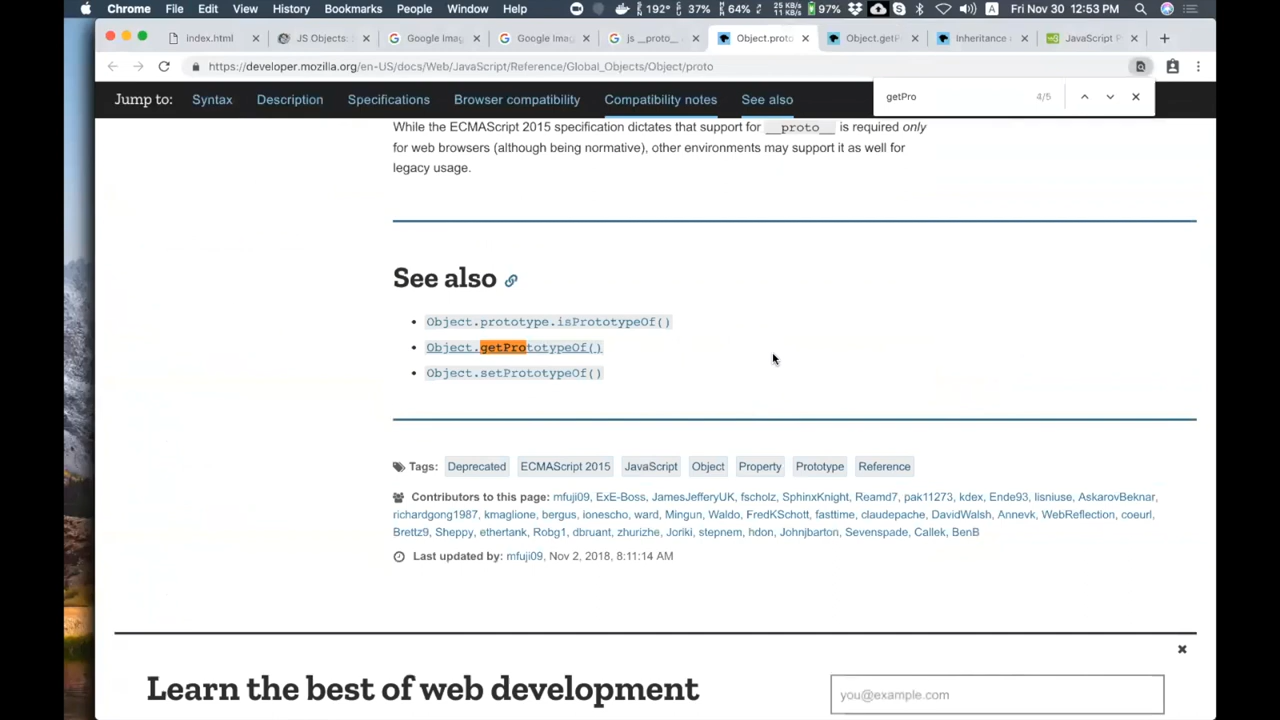 Chrome File Edit View History Bookmarks People Window Help 192° 37% 64% 25 KB/s 11 KB/s 97% A Fri Nov 30 12:53 PM
index.html JS Objects: Google Imag Google Imag js __proto__ Object.proto Object.getP Inheritance JavaScript P
https://developer.mozilla.org/en-US/docs/Web/JavaScript/Reference/Global_Objects/Object/proto
getPro 4/5
Jump to: Syntax Description Specifications Browser compatibility Compatibility notes See also
While the ECMAScript 2015 specification dictates that support for __proto__ is required only
for web browsers (although being normative), other environments may support it as well for
legacy usage.
See also
• Object.prototype.isPrototypeOf()
• Object.getPrototypeOf()
• Object.setPrototypeOf()
Tags: Deprecated ECMAScript 2015 JavaScript Object Property Prototype Reference
Contributors to this page: mfuji09, ExE-Boss, JamesJefferyUK, fscholz, SphinxKnight, Reamd7, pak11273, kdex, Ende93, lisniuse, AskarovBeknar,
richardgong1987, kmaglione, bergus, ionescho, ward, Mingun, Waldo, FredKSchott, fasttime, claudepache, DavidWalsh, Annevk, WebReflection, coeurl,
Brettz9, Sheppy, ethertank, Robg1, dbruant, zhurizhe, Joriki, stepnem, hdon, Johnjbarton, Sevenspade, Callek, BenB
Last updated by: mfuji09, Nov 2, 2018, 8:11:14 AM
Learn the best of web development
you@example.com